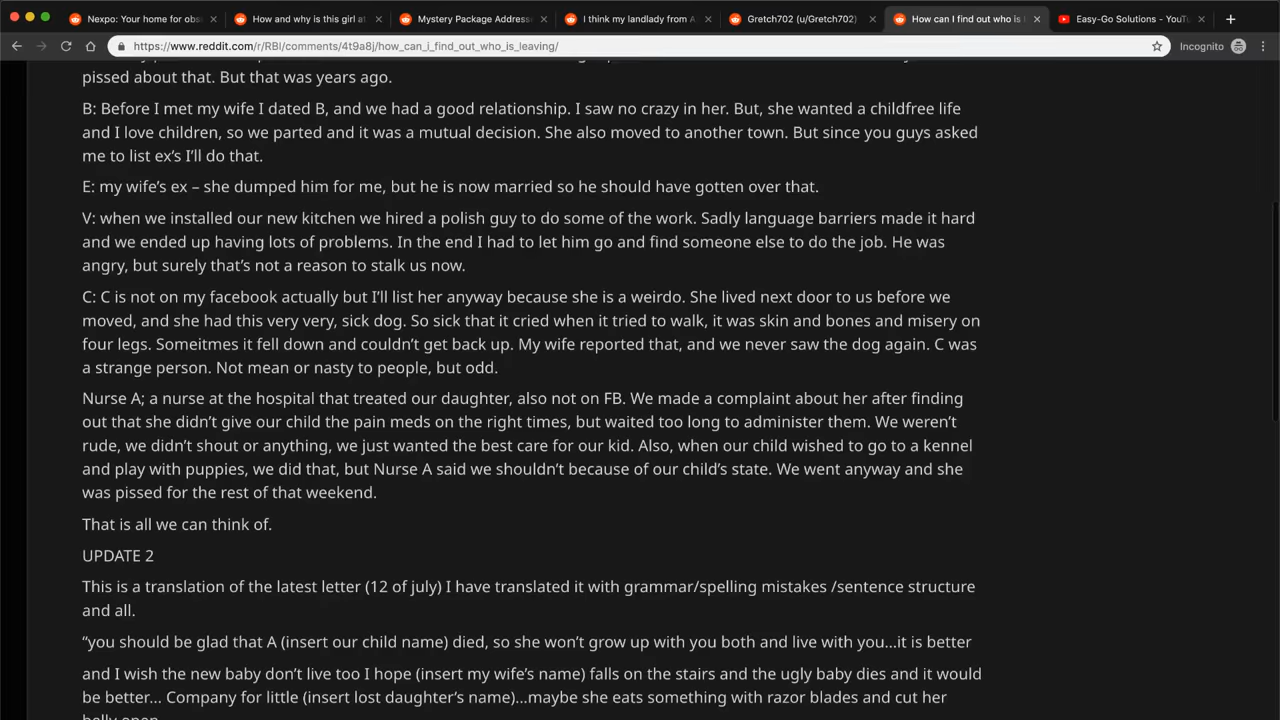 Nexpo: Your home for obs
How and why is this girl at
Mystery Package Address
I think my landlady from A
Gretch702 (u/Gretch702)
How can I find out who is l
Easy-Go Solutions - YouTu
https://www.reddit.com/r/RBI/comments/4t9a8j/how_can_i_find_out_who_is_leaving/
Incognito
pissed about that. But that was years ago.
B: Before I met my wife I dated B, and we had a good relationship. I saw no crazy in her. But, she wanted a childfree life
and I love children, so we parted and it was a mutual decision. She also moved to another town. But since you guys asked
me to list ex's I'll do that.
E: my wife's ex – she dumped him for me, but he is now married so he should have gotten over that.
V: when we installed our new kitchen we hired a polish guy to do some of the work. Sadly language barriers made it hard
and we ended up having lots of problems. In the end I had to let him go and find someone else to do the job. He was
angry, but surely that's not a reason to stalk us now.
C: C is not on my facebook actually but I'll list her anyway because she is a weirdo. She lived next door to us before we
moved, and she had this very very, sick dog. So sick that it cried when it tried to walk, it was skin and bones and misery on
four legs. Someitmes it fell down and couldn't get back up. My wife reported that, and we never saw the dog again. C was
a strange person. Not mean or nasty to people, but odd.
Nurse A; a nurse at the hospital that treated our daughter, also not on FB. We made a complaint about her after finding
out that she didn't give our child the pain meds on the right times, but waited too long to administer them. We weren't
rude, we didn't shout or anything, we just wanted the best care for our kid. Also, when our child wished to go to a kennel
and play with puppies, we did that, but Nurse A said we shouldn't because of our child's state. We went anyway and she
was pissed for the rest of that weekend.
That is all we can think of.
UPDATE 2
This is a translation of the latest letter (12 of july) I have translated it with grammar/spelling mistakes /sentence structure
and all.
“you should be glad that A (insert our child name) died, so she won't grow up with you both and live with you...it is better
and I wish the new baby don't live too I hope (insert my wife's name) falls on the stairs and the ugly baby dies and it would
be better... Company for little (insert lost daughter's name)...maybe she eats something with razor blades and cut her
belly open